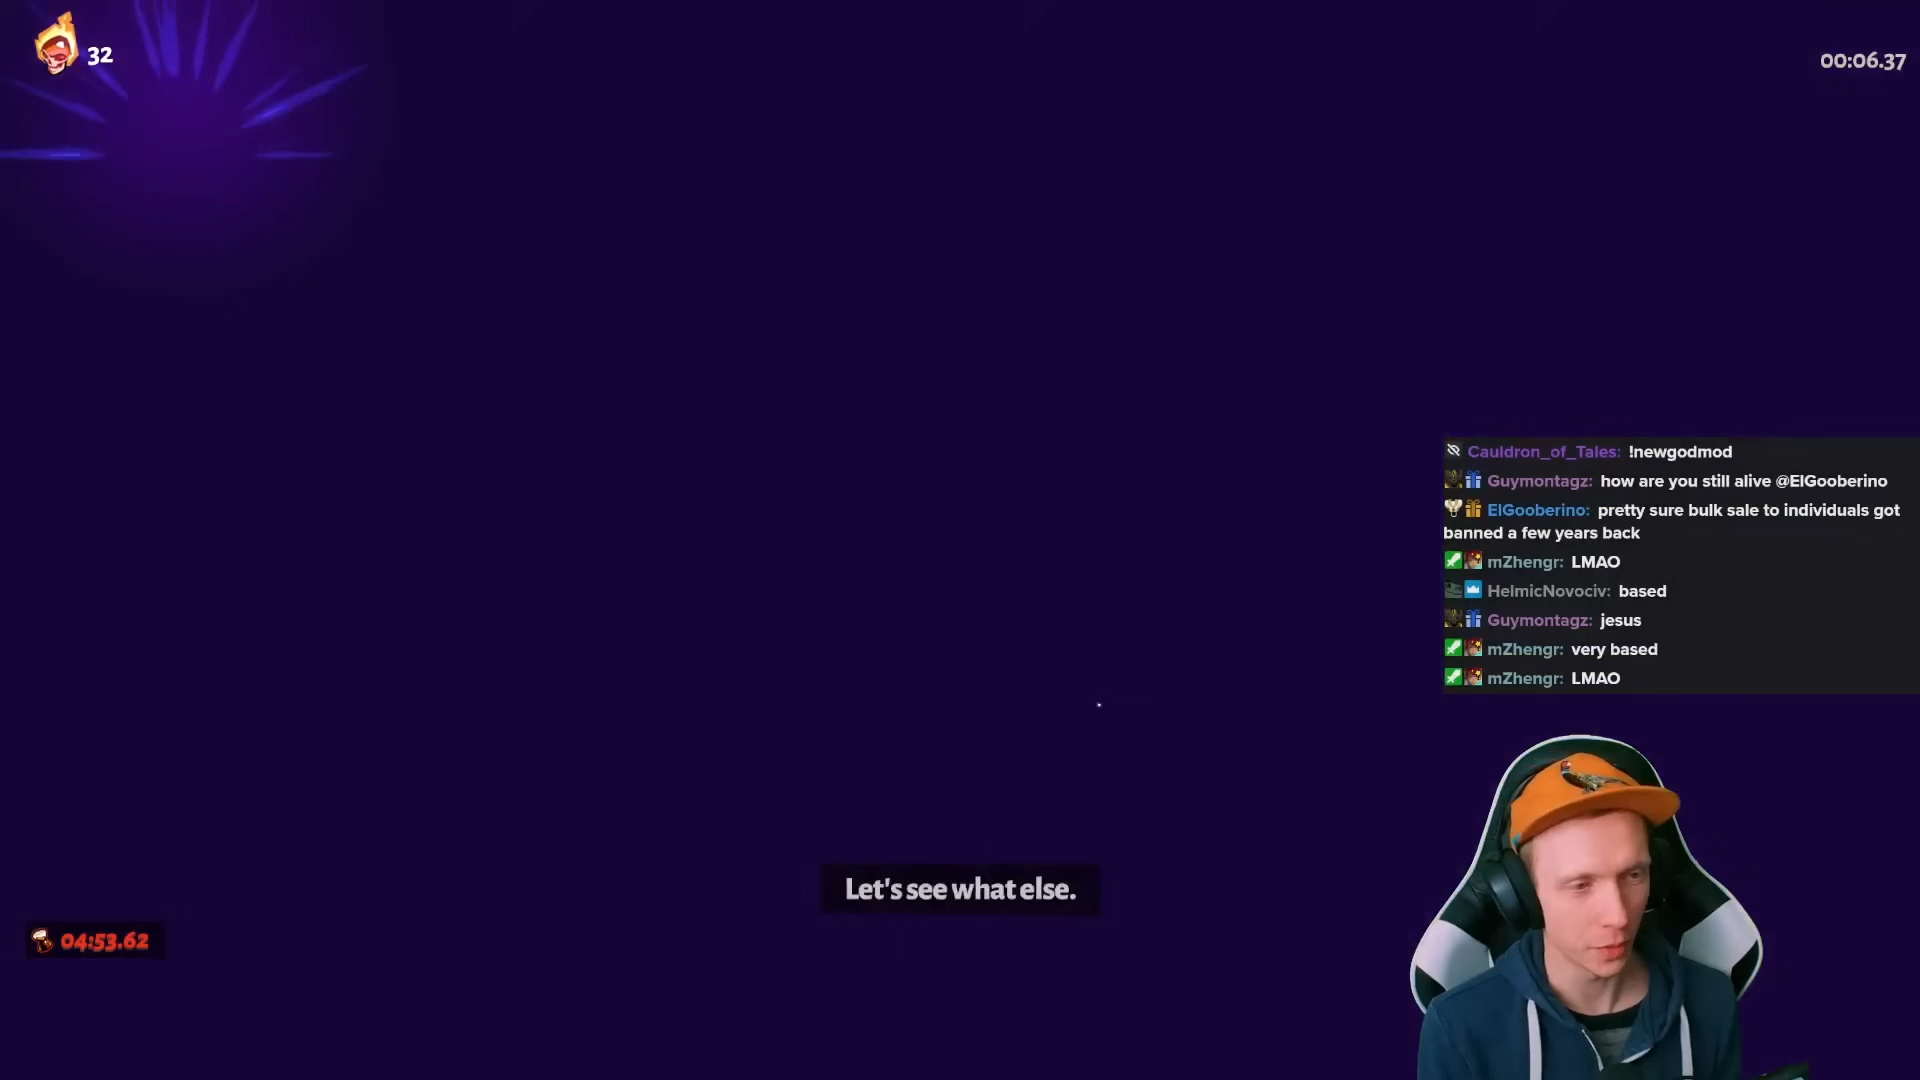 32
00:06.37
Cauldron_of_Tales: !newgodmod
Guymontagz: how are you still alive @ElGooberino
ElGooberino: pretty sure bulk sale to individuals got
banned a few years back
mZhengr: LMAO
HelmicNovociv: based
Guymontagz: jesus
mZhengr: very based
mZhengr: LMAO
Let's see what else.
04:53.62